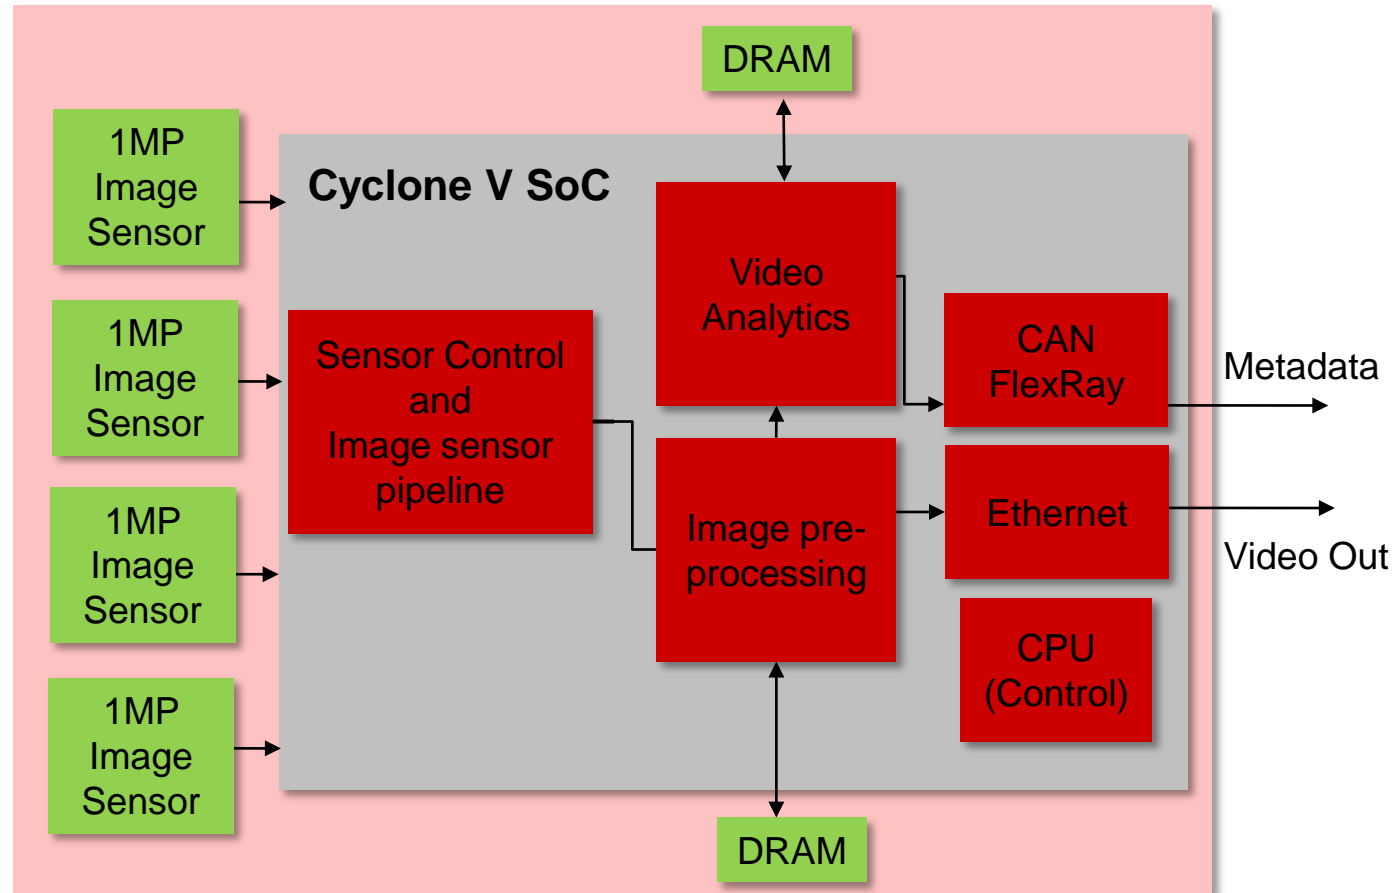 DRAM
1MP
Image
Sensor
Cyclone V SoC
1MP
Image
Sensor
1MP
Image
Sensor
1MP
Image
Sensor
Sensor Control
and
Image sensor
pipeline
Video
Analytics
Image pre-
processing
CAN
FlexRay
Ethernet
CPU
(Control)
Metadata
Video Out
DRAM